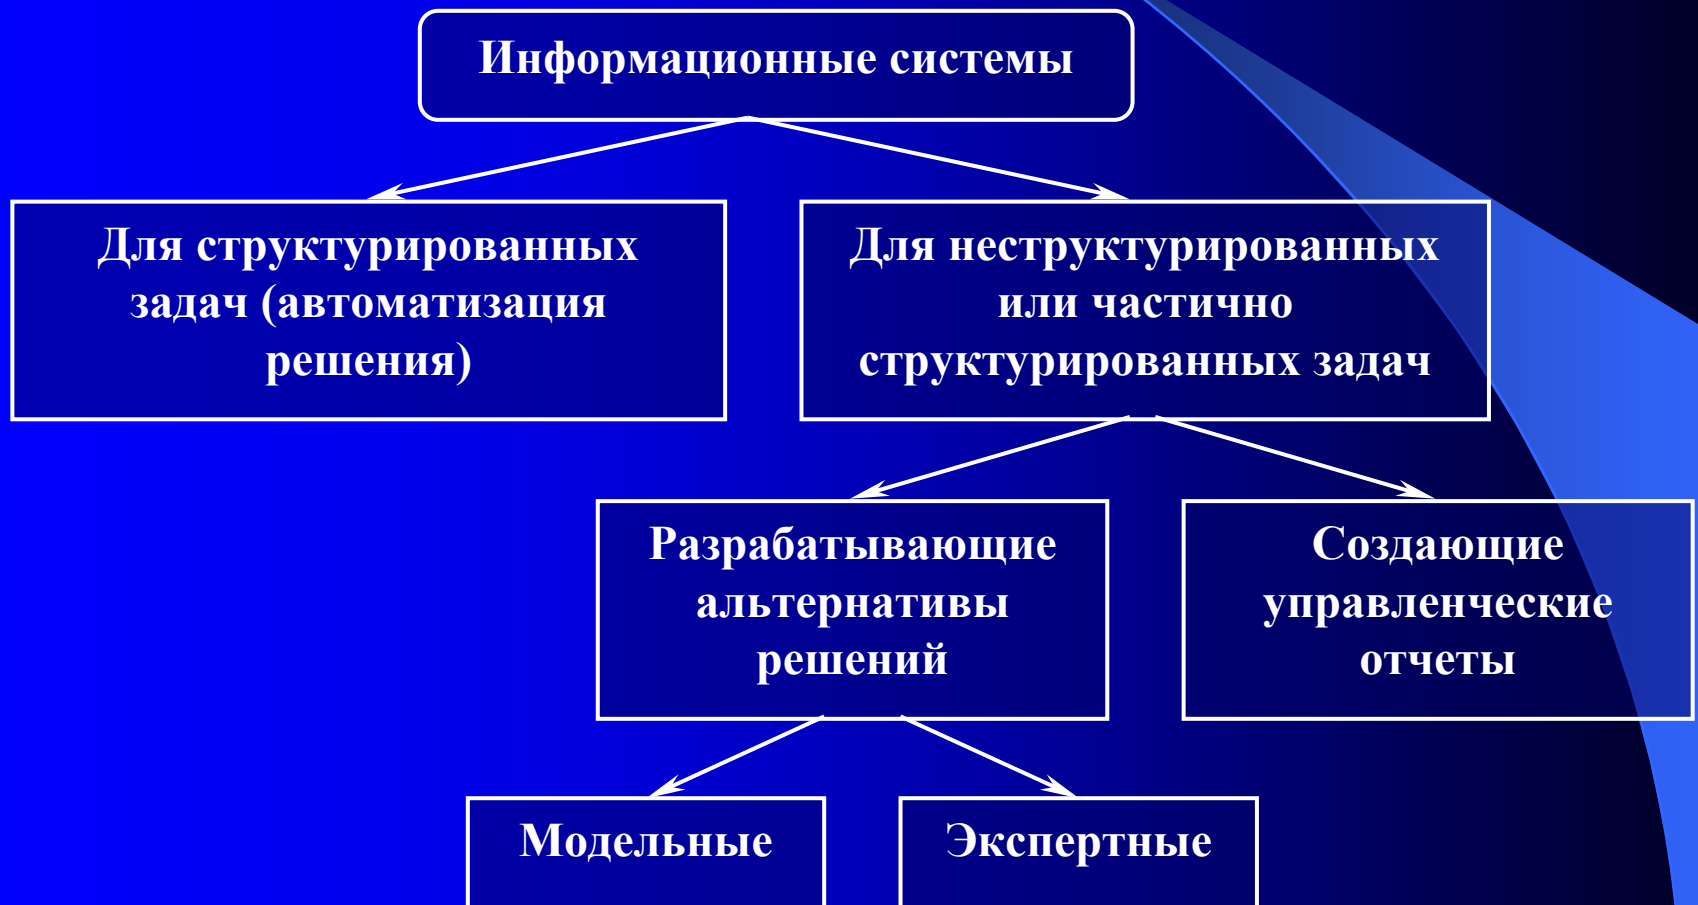 Информационные системы
Для структурированных
задач (автоматизация
решения)
Для неструктурированных
или частично
структурированных задач
Разрабатывающие
альтернативы
решений
Создающие
управленческие
отчеты
Модельные
Экспертные